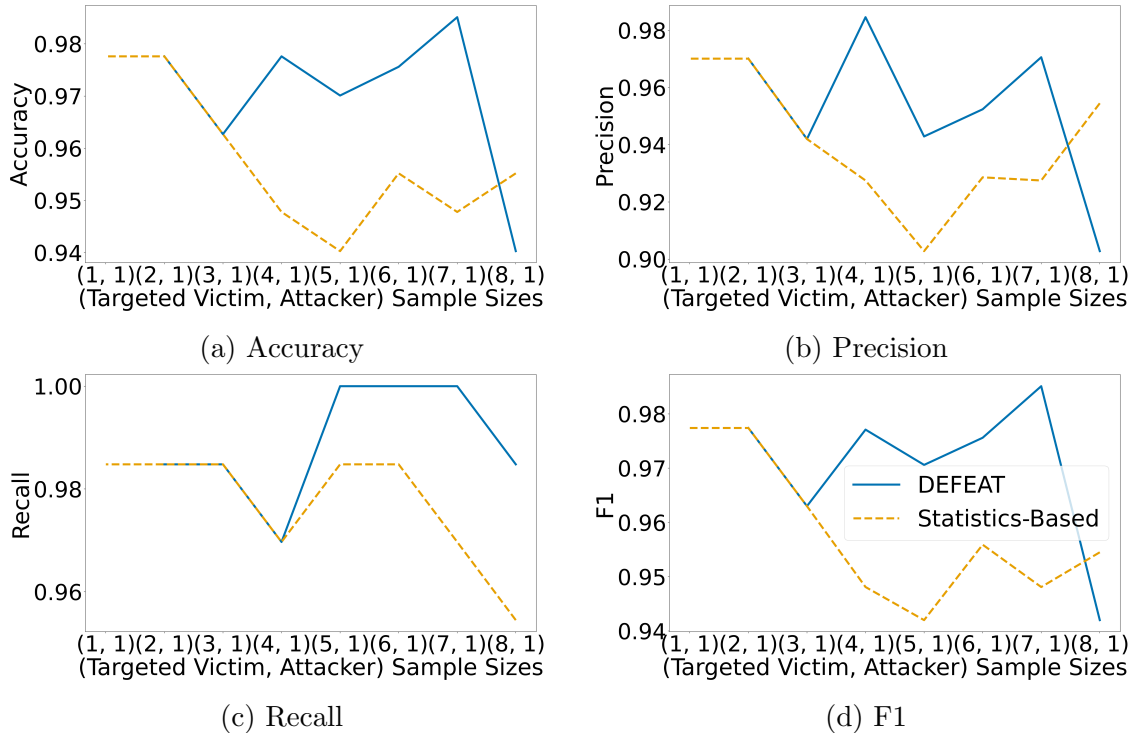 0.98
0.97
0.96
0.95
0.94
Accuracy
(1, 1)(2, 1)(3, 1)(4, 1)(5, 1)(6, 1)(7, 1)(8, 1)
(Targeted Victim, Attacker) Sample Sizes
(a) Accuracy
0.98
0.96
0.94
0.92
0.90
Precision
(1, 1)(2, 1)(3, 1)(4, 1)(5, 1)(6, 1)(7, 1)(8, 1)
(Targeted Victim, Attacker) Sample Sizes
(b) Precision
1.00
0.98
0.96
Recall
(1, 1)(2, 1)(3, 1)(4, 1)(5, 1)(6, 1)(7, 1)(8, 1)
(Targeted Victim, Attacker) Sample Sizes
(c) Recall
0.98
0.97
0.96
0.95
0.94
F1
DEFEAT
Statistics-Based
(1, 1)(2, 1)(3, 1)(4, 1)(5, 1)(6, 1)(7, 1)(8, 1)
(Targeted Victim, Attacker) Sample Sizes
(d) F1